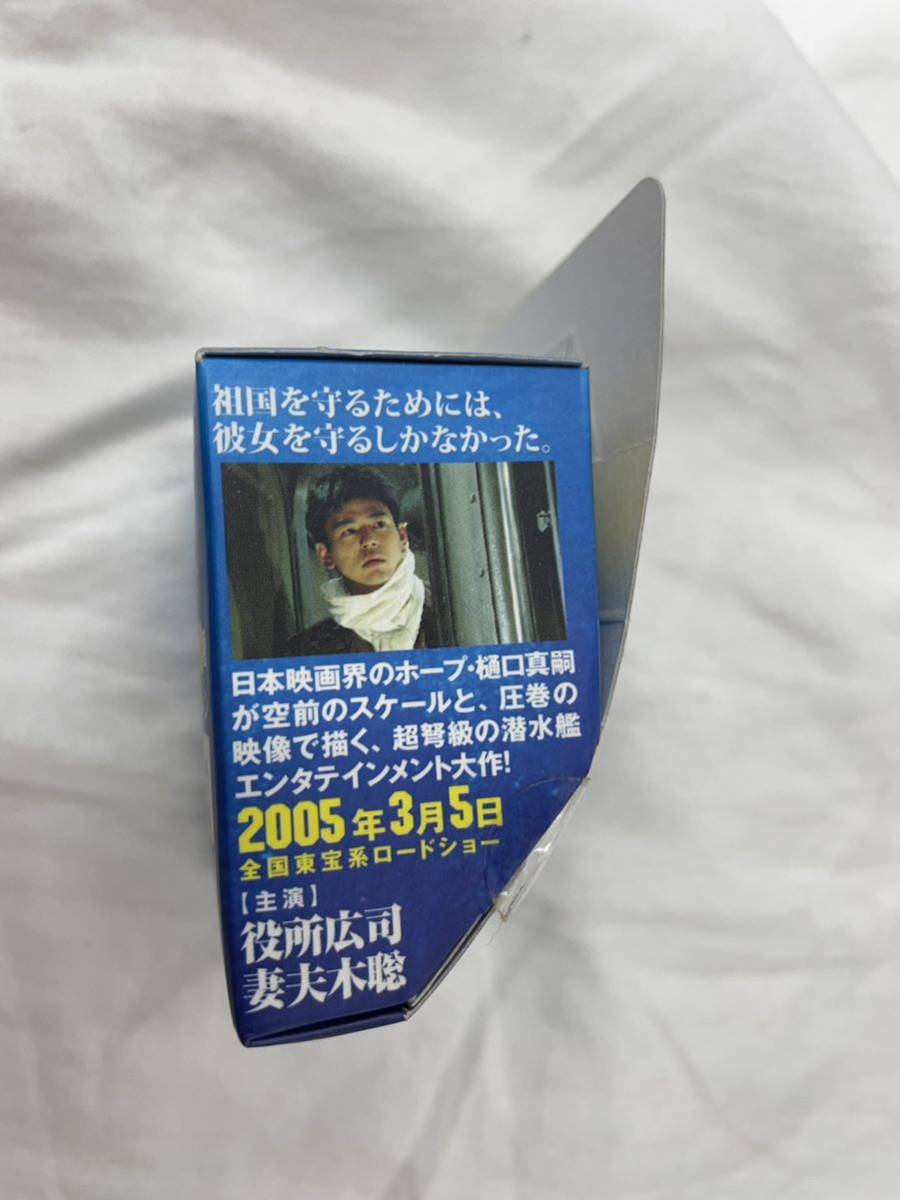 祖国を守るためには、
彼女を守るしかなかった。
日本映画界のホープ・樋口真嗣
が空前のスケールと、圧巻の
映像で描く、超弩級の潜水艦
エンタテインメント大作!
2005年3月5日
全国東宝系ロードショー
【主演】
役所広司
妻夫木聡